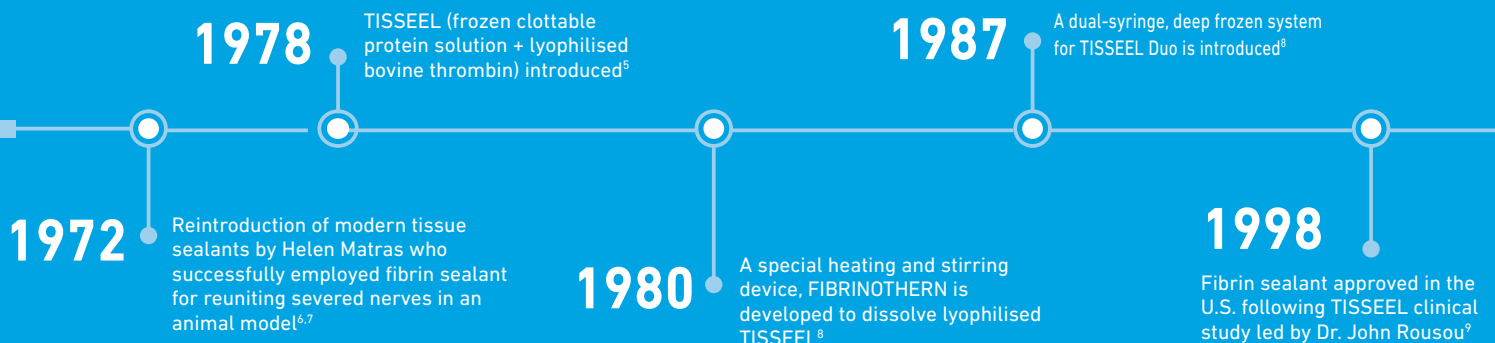 1978
TISSEEL (frozen clottable
protein solution + lyophilised
bovine thrombin) introduced⁵
1987
A dual-syringe, deep frozen system
for TISSEEL Duo is introduced⁸
1972
Reintroduction of modern tissue
sealants by Helen Matras who
successfully employed fibrin sealant
for reuniting severed nerves in an
animal model⁶,⁷
1980
A special heating and stirring
device, FIBRINOTHERN is
developed to dissolve lyophilised
TISSEEL⁸
1998
Fibrin sealant approved in the
U.S. following TISSEEL clinical
study led by Dr. John Rousou⁹